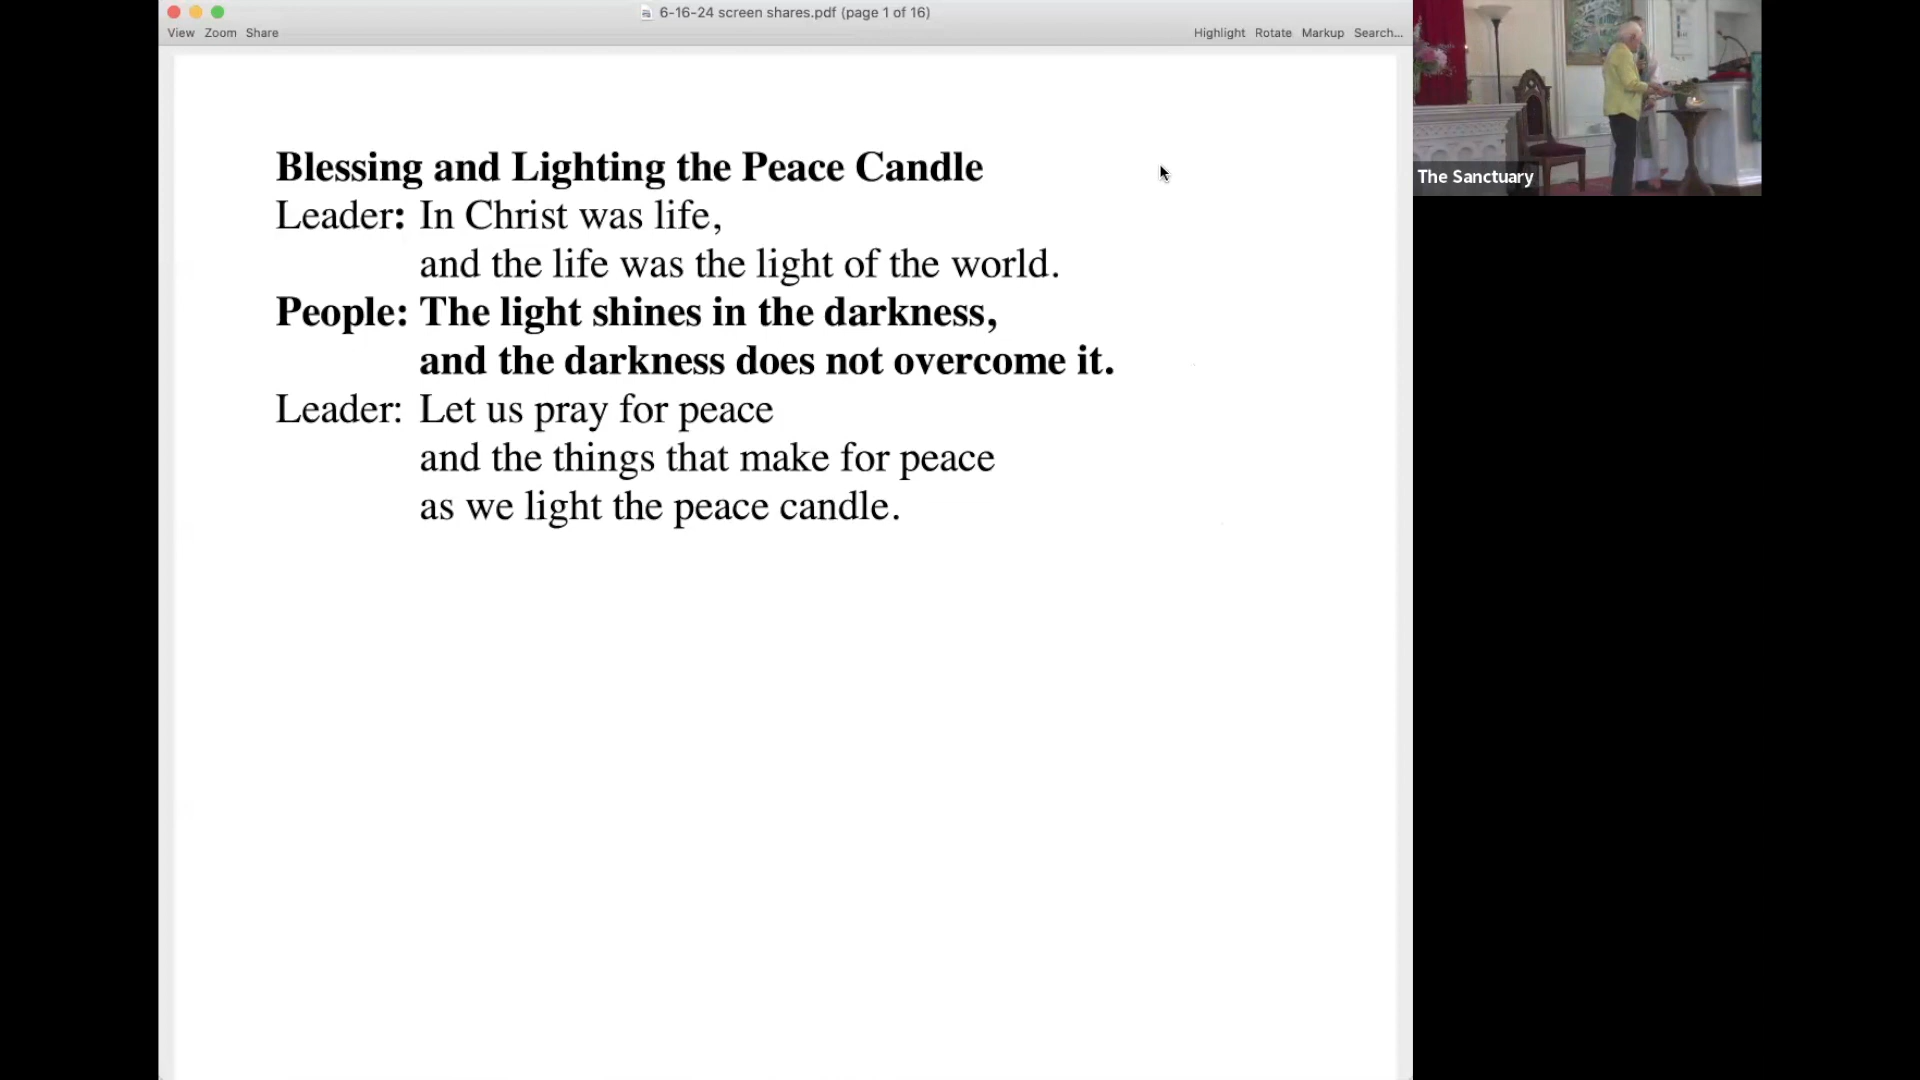 6-16-24 screen shares.pdf (page 1 of 16)
View Zoom Share
Highlight Rotate Markup Search...
Blessing and Lighting the Peace Candle
Leader: In Christ was life,
and the life was the light of the world.
People: The light shines in the darkness,
and the darkness does not overcome it.
Leader: Let us pray for peace
and the things that make for peace
as we light the peace candle.
The Sanctuary